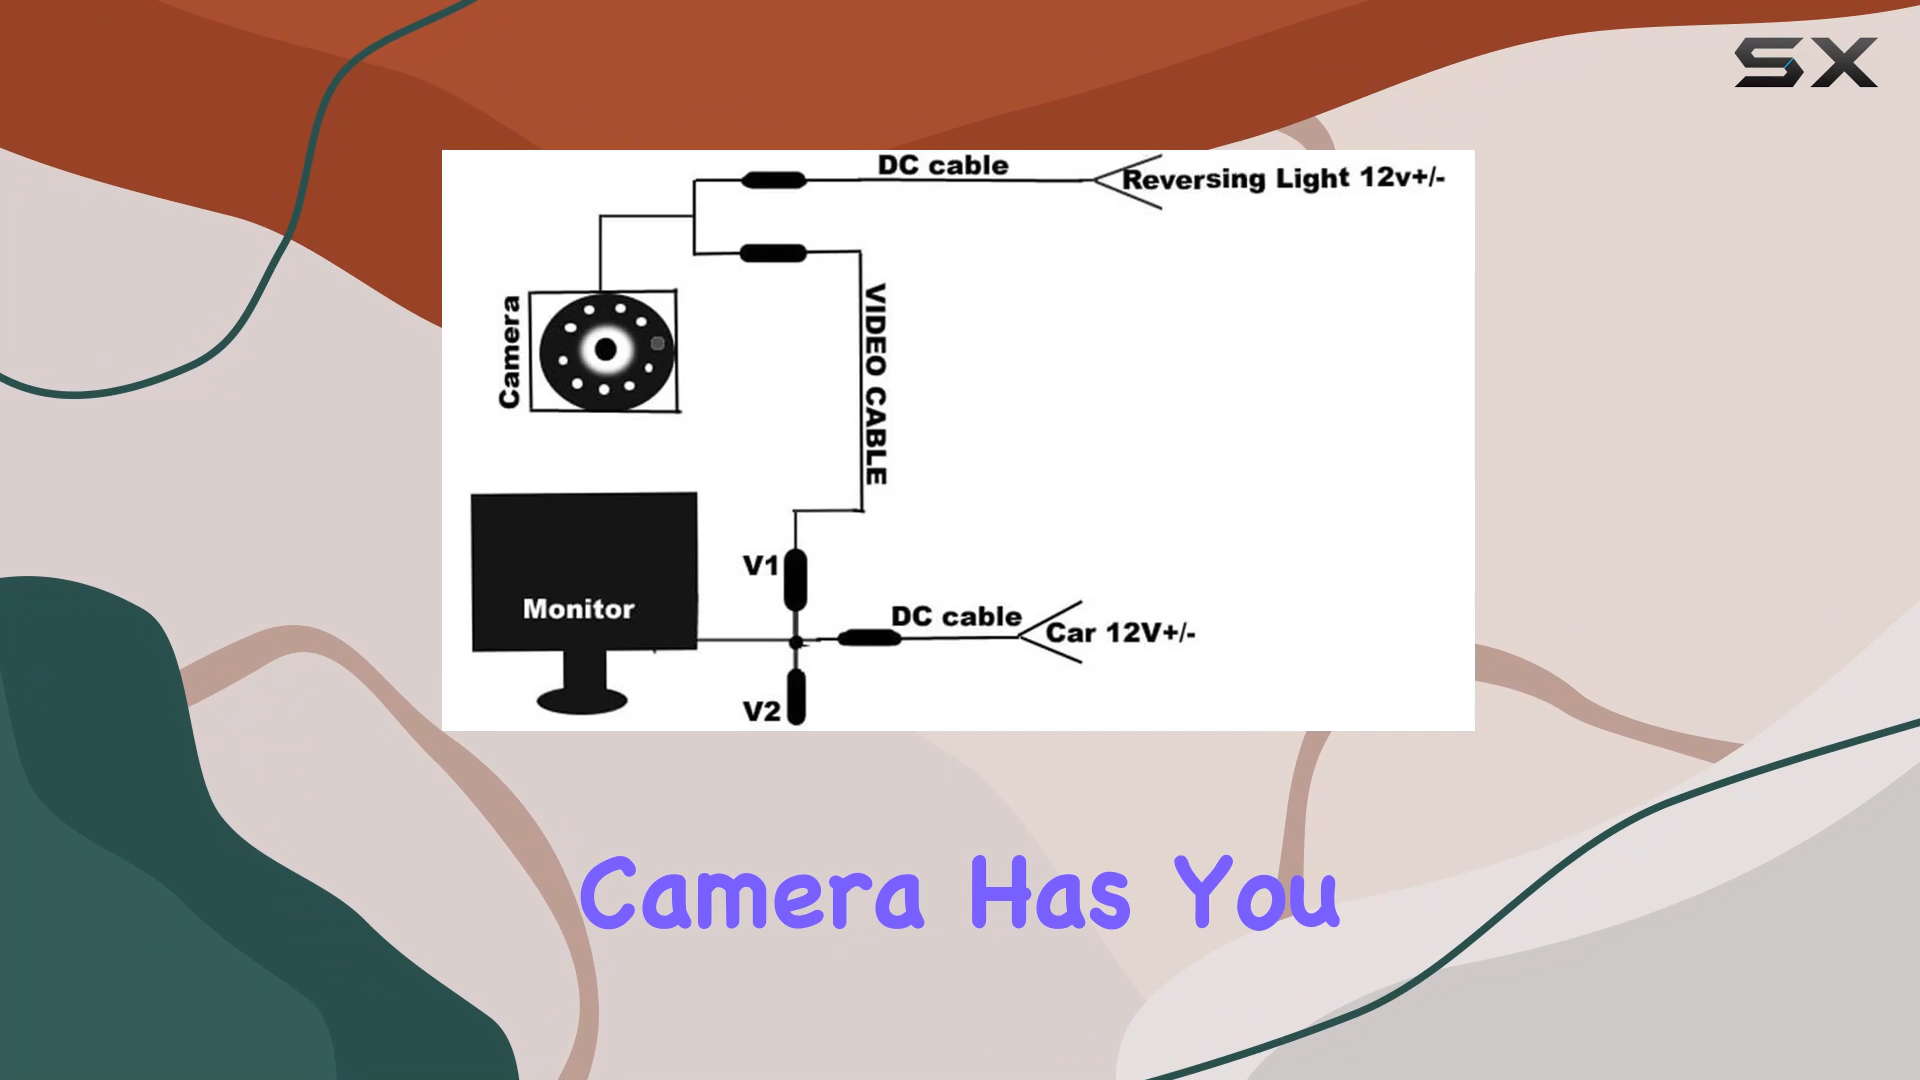 SX
DC cable
Reversing Light 12v+/-
Camera
VIDEO CABLE
V1
Monitor
DC cable
Car 12V+/-
V2
Camera Has You